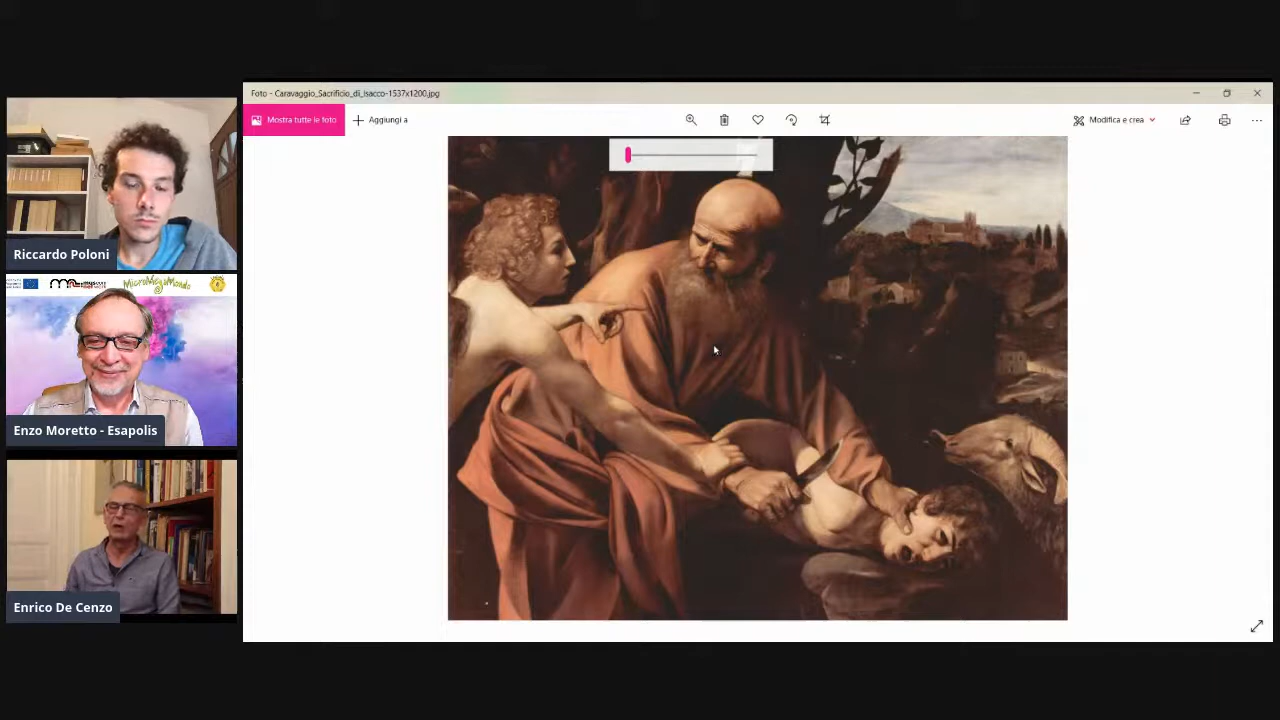 Foto - Caravaggio_Sacrificio_di_Isacco-1537x1200.jpg
Mostra tutte le foto
Aggiungi a
Modifica e crea
Riccardo Poloni
MicroMegaMondo
Enzo Moretto - Esapolis
Enrico De Cenzo